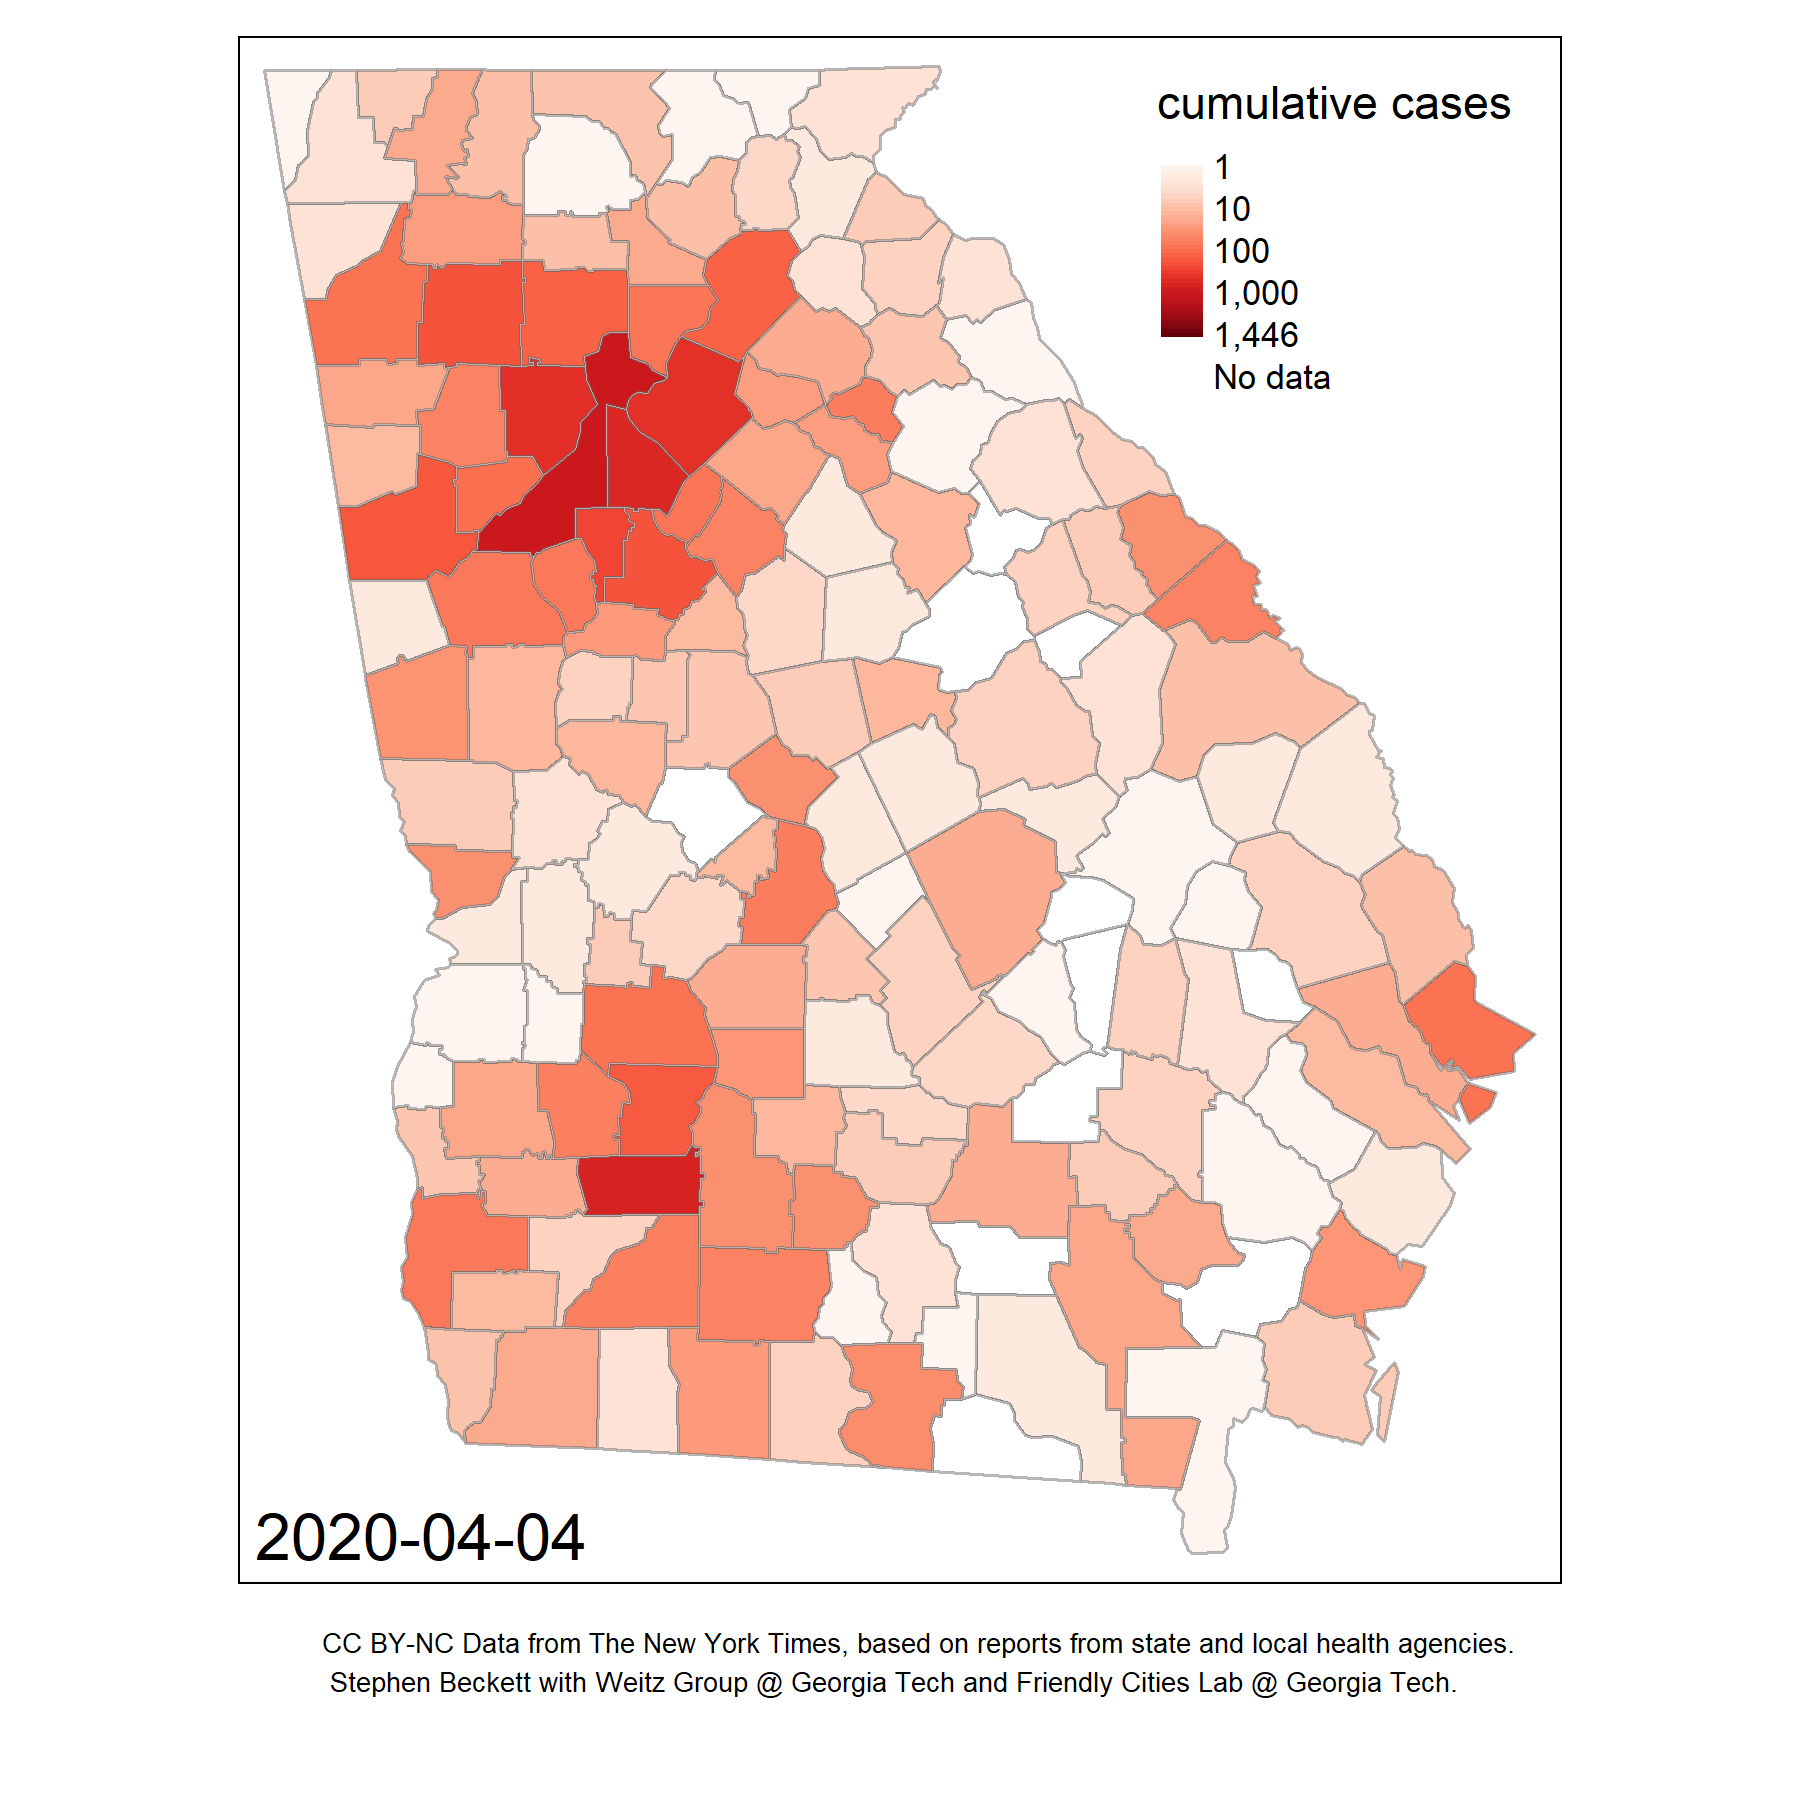 cumulative cases
1
10
100
1,000
1,446
No data
2020-04-04
CC BY-NC Data from The New York Times, based on reports from state and local health agencies.
Stephen Beckett with Weitz Group @ Georgia Tech and Friendly Cities Lab @ Georgia Tech.